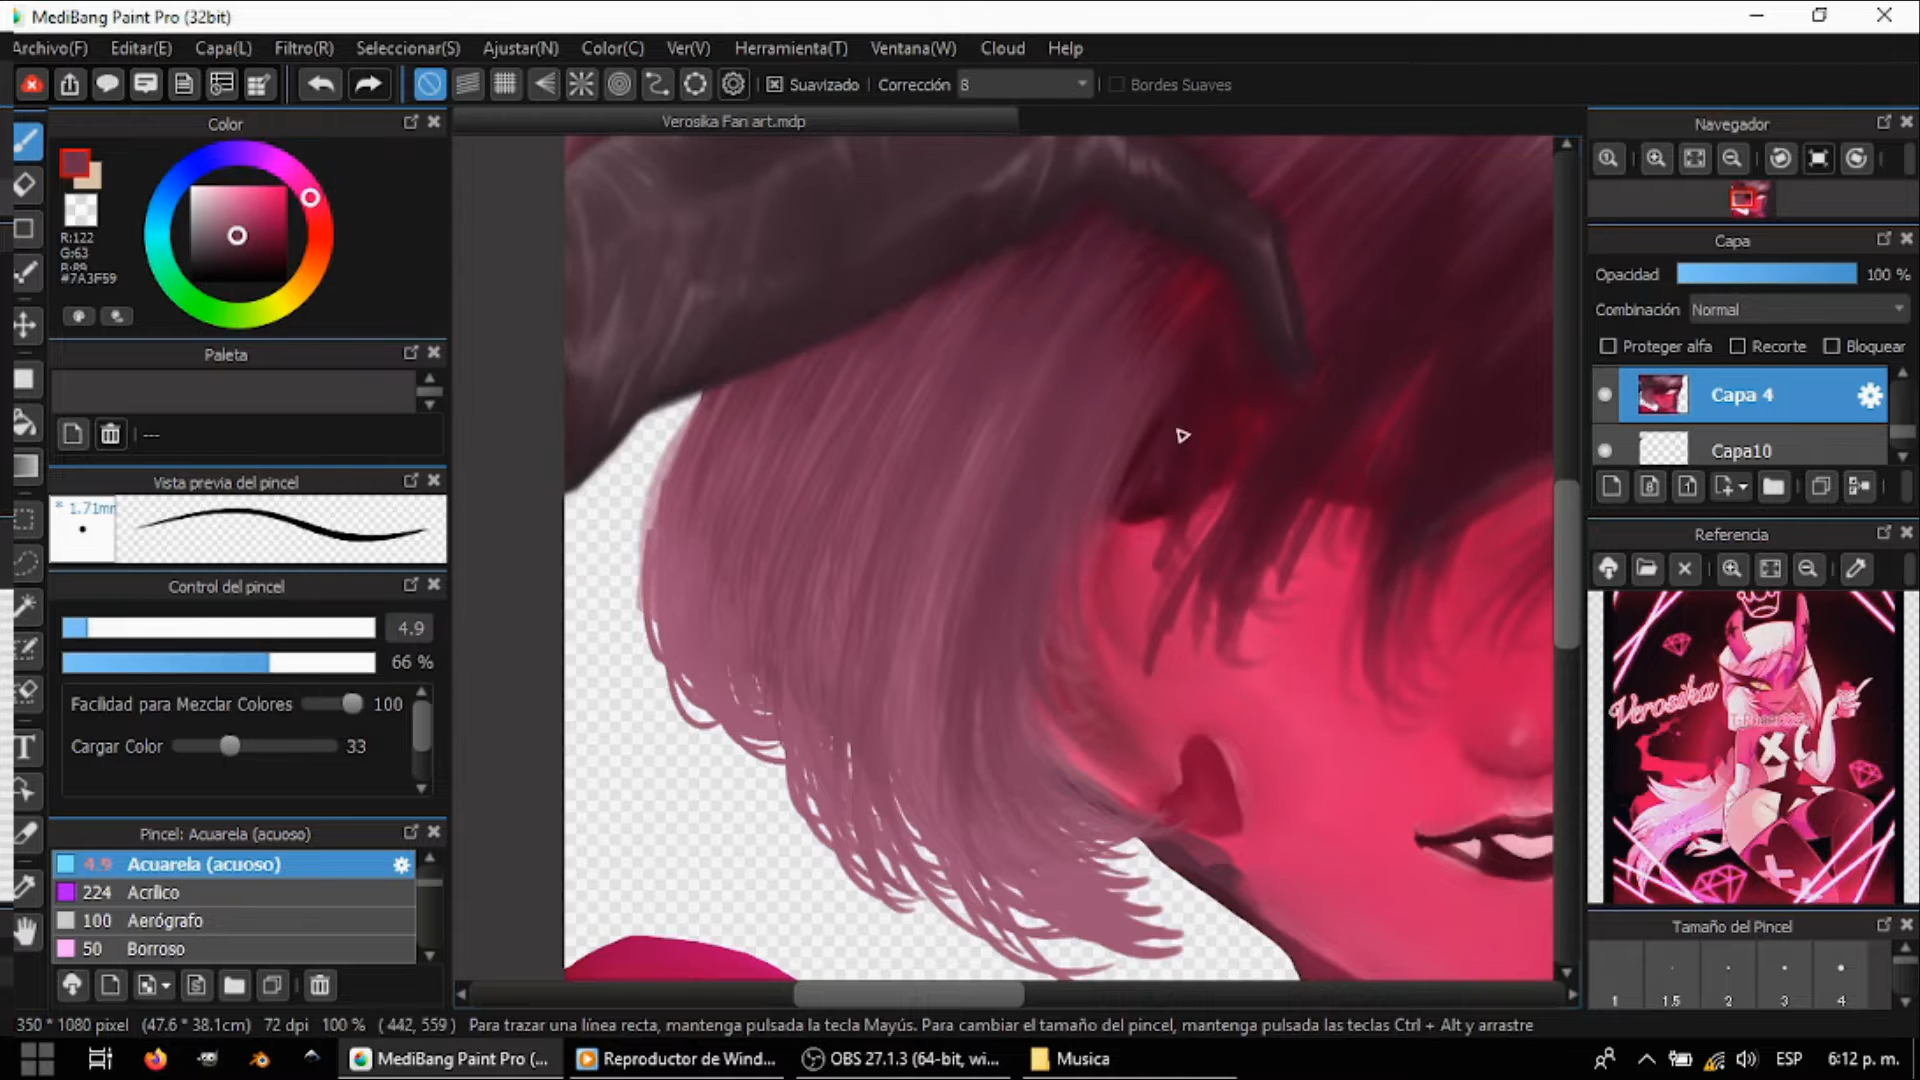 MediBang Paint Pro (32bit)
Archivo(F) Editar(E) Capa(L) Filtro(R) Seleccionar(S) Ajustar(N) Color(C) Ver(V) Herramienta(T) Ventana(W) Cloud Help
Suavizado Corrección 8 Bordes Suaves
Color
Verosika Fan art.mdp
Navegador
R:122
G:63
B:89
#7A3F59
Capa
Opacidad 100 %
Combinación Normal
Proteger alfa Recorte Bloquear
Capa 4
Capa10
Paleta
---
Vista previa del pincel
* 1.71mm
Control del pincel
4.9
66 %
Facilidad para Mezclar Colores 100
Cargar Color 33
Referencia
Verosika
Pincel: Acuarela (acuoso)
4.9 Acuarela (acuoso)
224 Acrílico
100 Aerógrafo
50 Borroso
Tamaño del Pincel
1 1.5 2 3 4
350 * 1080 pixel (47.6 * 38.1cm) 72 dpi 100 % ( 442, 559 ) Para trazar una línea recta, mantenga pulsada la tecla Mayús. Para cambiar el tamaño del pincel, mantenga pulsada las teclas Ctrl + Alt y arrastre
MediBang Paint Pro (... Reproductor de Wind... OBS 27.1.3 (64-bit, wi... Musica ESP 6:12 p. m.